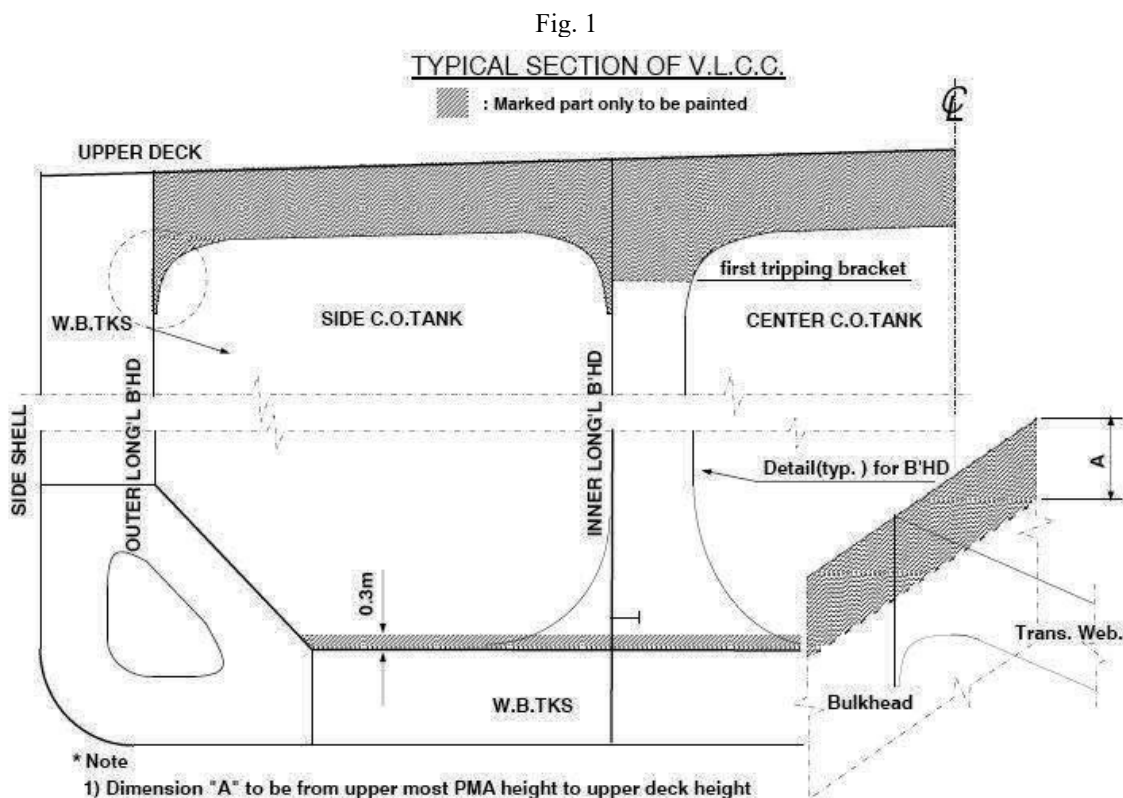 Fig. 1
TYPICAL SECTION OF V.L.C.C.
: Marked part only to be painted
℄
UPPER DECK
first tripping bracket
W.B.TKS
SIDE C.O.TANK
CENTER C.O.TANK
SIDE SHELL
OUTER LONG'L B'HD
INNER LONG'L B'HD
Detail(typ. ) for B'HD
A
0.3m
Trans. Web.
Bulkhead
W.B.TKS
* Note
1) Dimension "A" to be from upper most PMA height to upper deck height